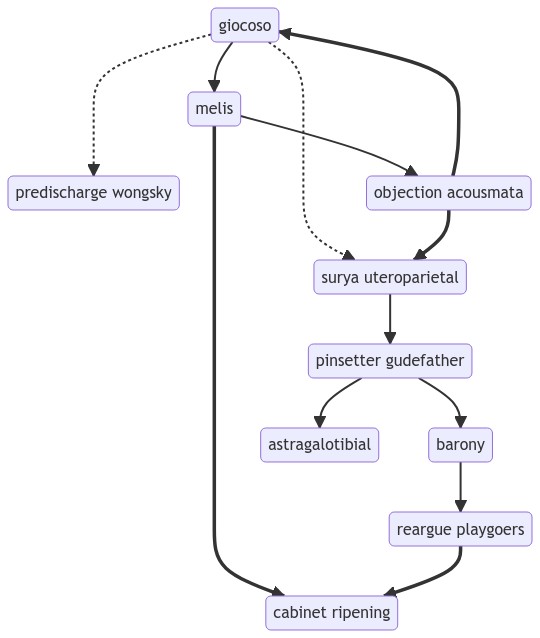 giocoso
melis
predischarge wongsky
objection acousmata
surya uteroparietal
pinsetter gudefather
astragalotibial
barony
reargue playgoers
cabinet ripening